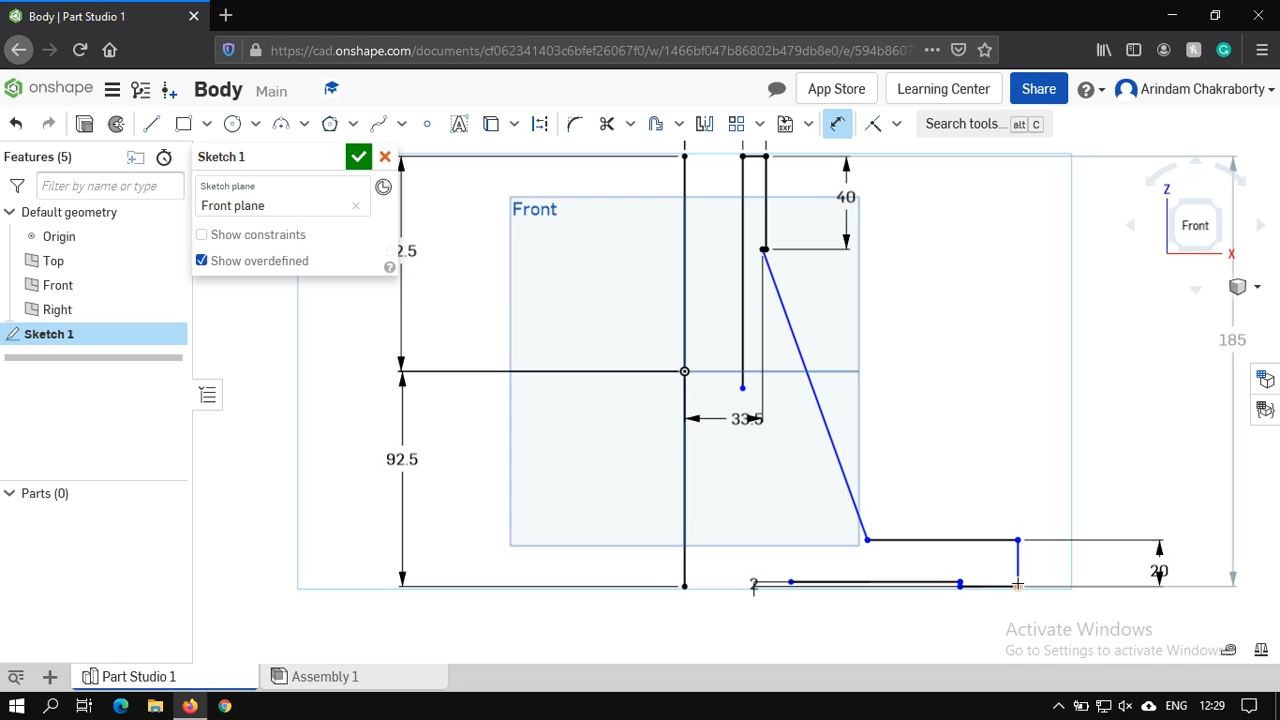 Body | Part Studio 1
https://cad.onshape.com/documents/cf062341403c6bfef26067f0/w/1466bf047b86802b479db8e0/e/594b8607
onshape
Body
Main
App Store
Learning Center
Share
Arindam Chakraborty
Search tools...
alt
C
Features (5)
Filter by name or type
Default geometry
Origin
Top
Front
Right
Sketch 1
Parts (0)
Sketch 1
Sketch plane
Front plane
Show constraints
Show overdefined
Front
2.5
92.5
40
33.5
2
20
185
Z
Front
X
Activate Windows
Go to Settings to activate Windows
Part Studio 1
Assembly 1
ENG
12:29